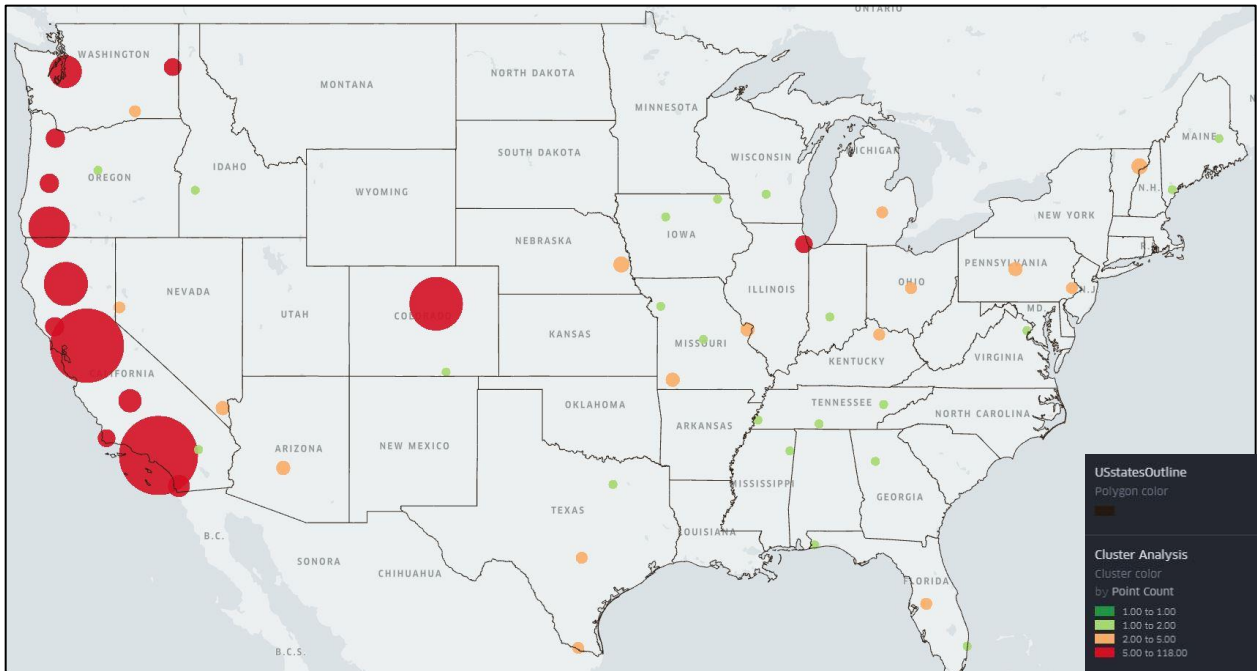 ONTARIO
WASHINGTON
MONTANA
NORTH DAKOTA
MINNESOTA
MAINE
OREGON
IDAHO
SOUTH DAKOTA
WISCONSIN
MICHIGAN
N.H.
WYOMING
NEW YORK
NEBRASKA
IOWA
R.
PENNSYLVANIA
NEVADA
UTAH
COLORADO
KANSAS
ILLINOIS
OHIO
N.J.
MD.
MISSOURI
KENTUCKY
VIRGINIA
CALIFORNIA
TENNESSEE
NORTH CAROLINA
OKLAHOMA
ARKANSAS
ARIZONA
NEW MEXICO
MISSISSIPPI
GEORGIA
TEXAS
LOUISIANA
B.C.
SONORA
CHIHUAHUA
FLORIDA
B.C.S.
USstatesOutline
Polygon color
Cluster Analysis
Cluster color
by Point Count
1.00 to 1.00
1.00 to 2.00
2.00 to 5.00
5.00 to 118.00